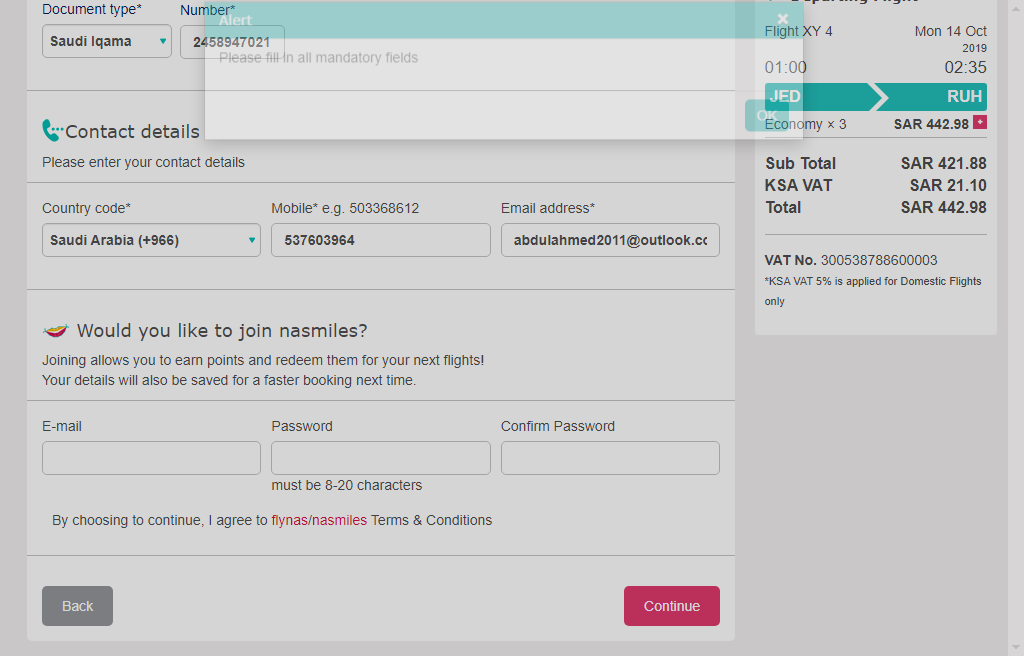 Document type*
Number*
Saudi Iqama
2458947021
Alert
Please fill in all mandatory fields
OK
Contact details
Please enter your contact details
Country code*
Mobile* e.g. 503368612
Email address*
Saudi Arabia (+966)
537603964
abdulahmed2011@outlook.cc
Would you like to join nasmiles?
Joining allows you to earn points and redeem them for your next flights!
Your details will also be saved for a faster booking next time.
E-mail
Password
Confirm Password
must be 8-20 characters
By choosing to continue, I agree to flynas/nasmiles Terms & Conditions
Back
Continue
Departing Flight
Flight XY 4
Mon 14 Oct
2019
01:00
02:35
JED
RUH
Economy × 3
SAR 442.98
Sub Total
SAR 421.88
KSA VAT
SAR 21.10
Total
SAR 442.98
VAT No. 300538788600003
*KSA VAT 5% is applied for Domestic Flights
only